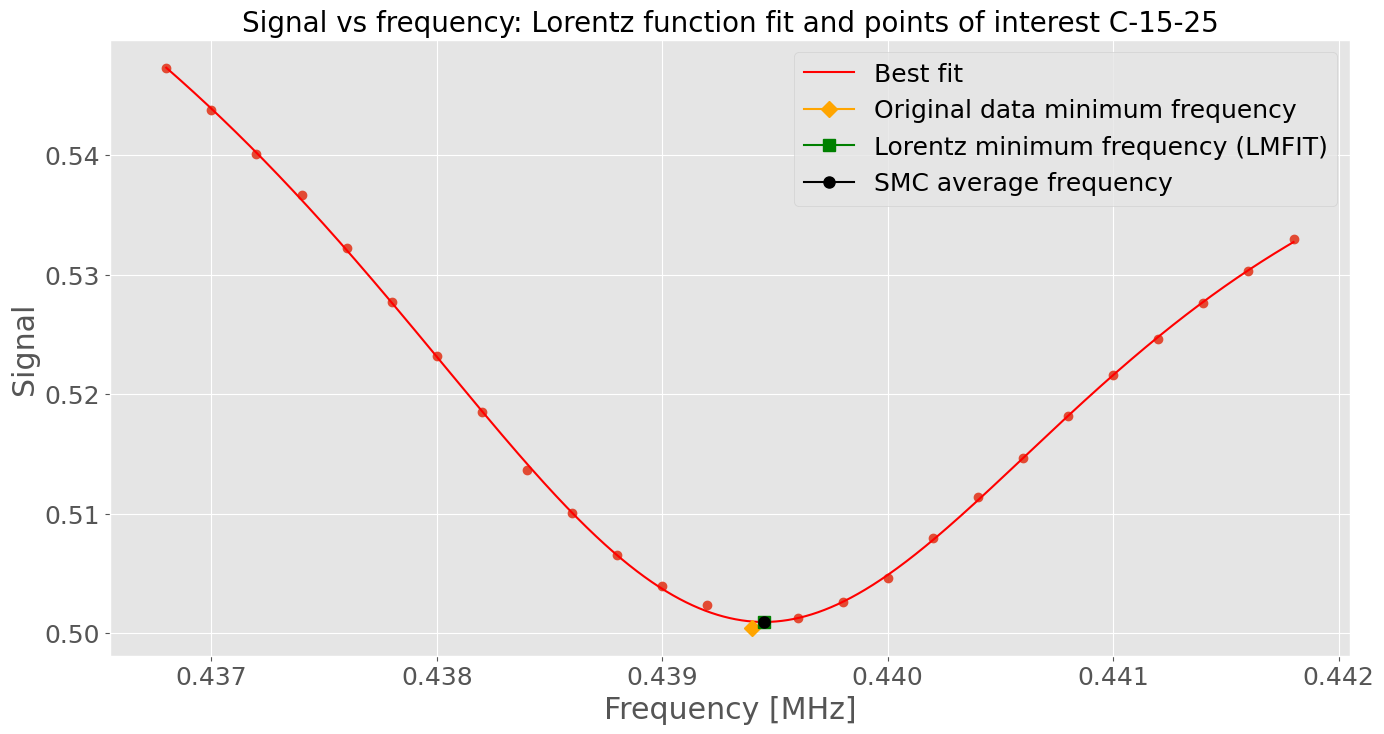 Signal vs frequency: Lorentz function fit and points of interest C-15-25
Best fit
Original data minimum frequency
Lorentz minimum frequency (LMFIT)
SMC average frequency
Signal
0.54
0.53
0.52
0.51
0.50
0.437 0.438 0.439 0.440 0.441 0.442
Frequency [MHz]